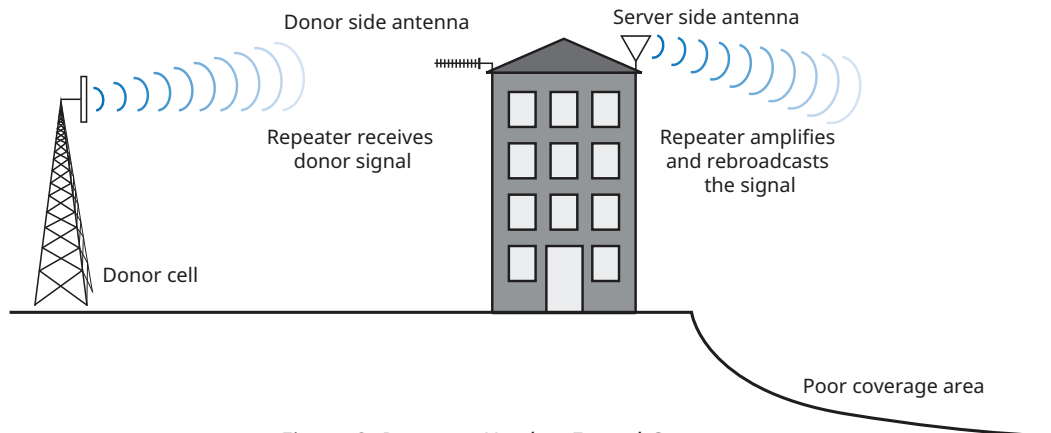 Donor side antenna
Server side antenna
Repeater receives
donor signal
Repeater amplifies
and rebroadcasts
the signal
Donor cell
Poor coverage area